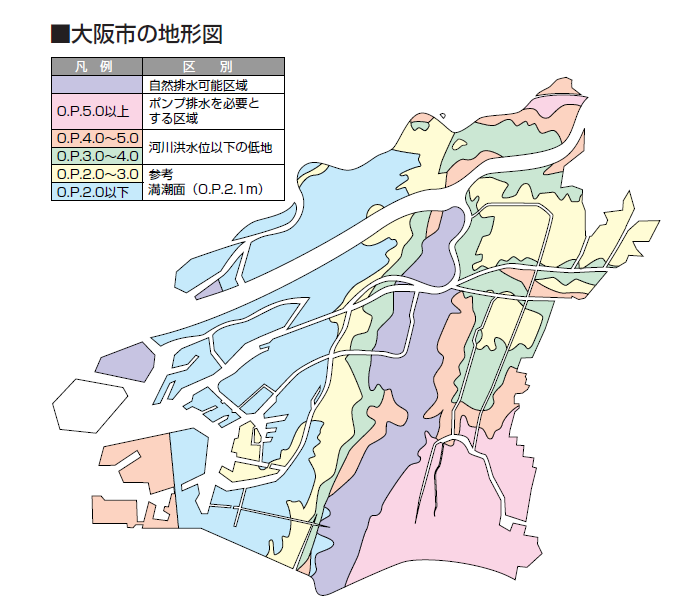 ■大阪市の地形図
凡 例
区 別
自然排水可能区域
O.P.5.0以上
ポンプ排水を必要と
する区域
O.P.4.0〜5.0
河川洪水位以下の低地
O.P.3.0〜4.0
O.P.2.0〜3.0
参考
満潮面（O.P.2.1m）
O.P.2.0以下